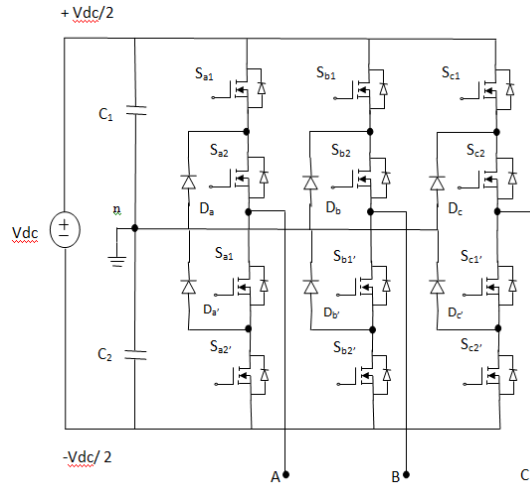 + Vdc/2
Sa1
Sb1
Sc1
C1
Sa2
Sb2
Sc2
Da
Db
Dc
n
Vdc
Sa1
Sb1'
Sc1'
Da'
Db'
Dc'
C2
Sa2'
Sb2'
Sc2'
-Vdc/ 2
A
B
C